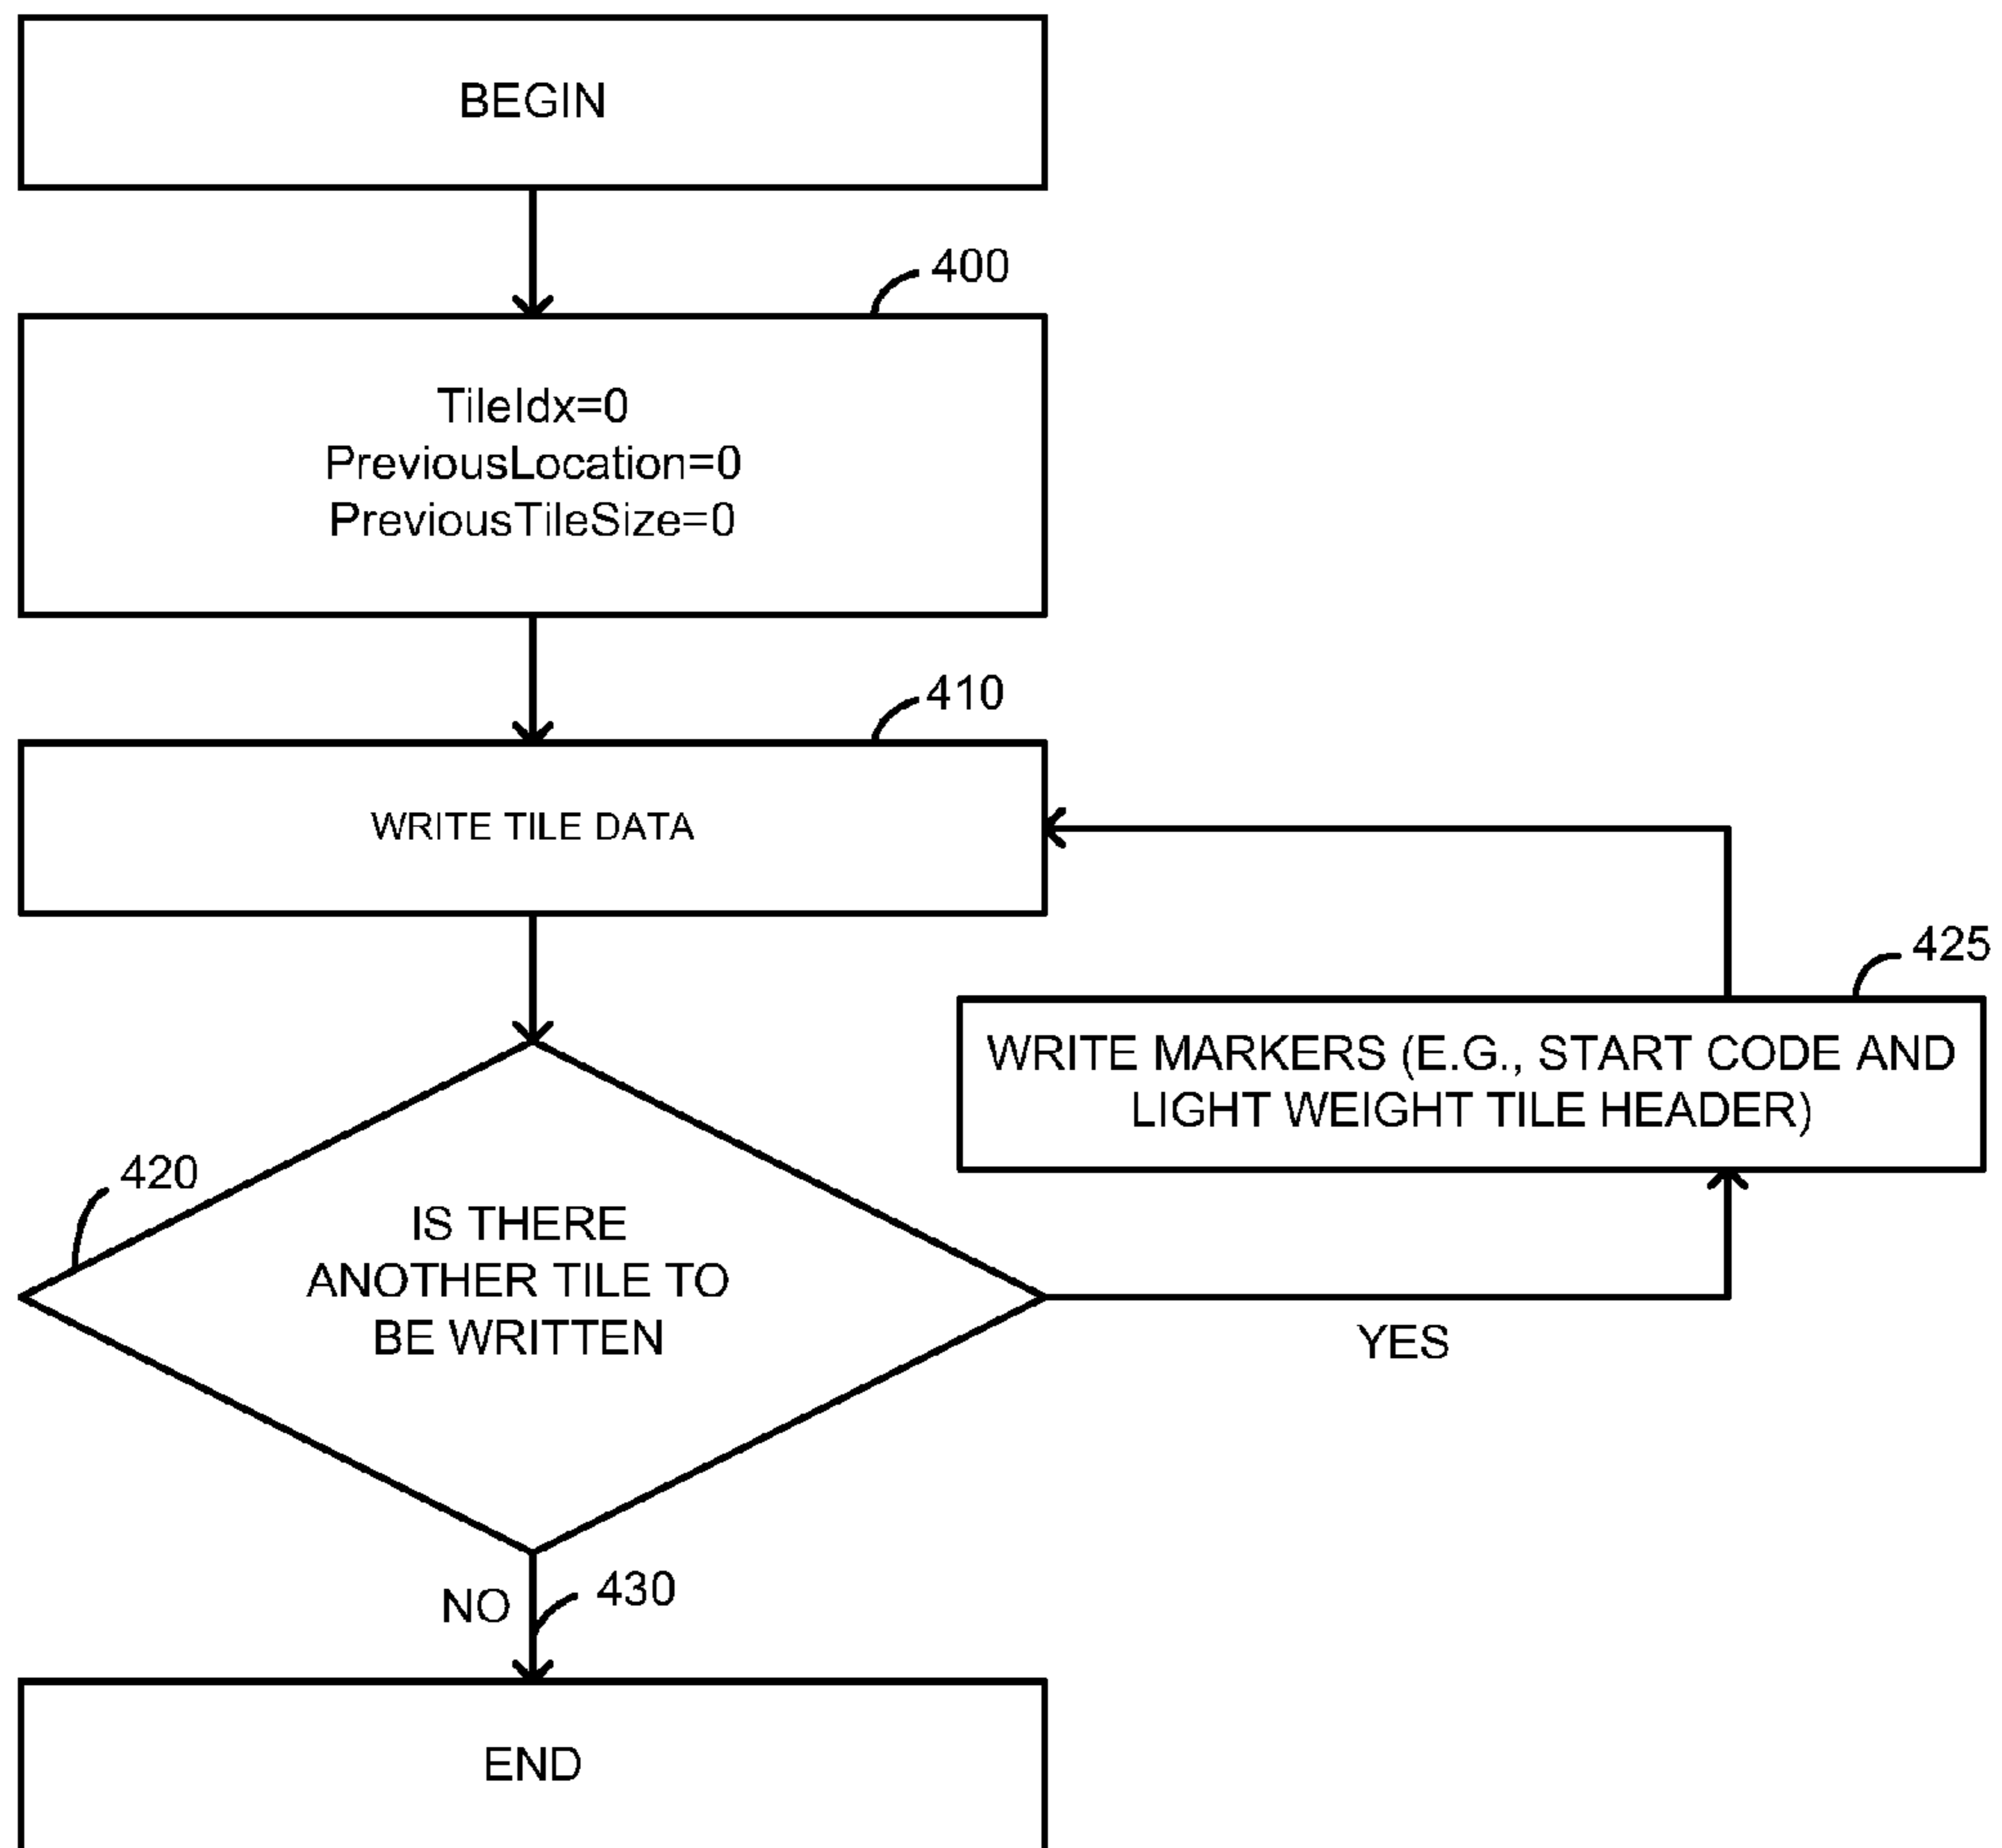 BEGIN
400
TileIdx=0
PreviousLocation=0
PreviousTileSize=0
410
WRITE TILE DATA
425
WRITE MARKERS (E.G., START CODE AND
LIGHT WEIGHT TILE HEADER)
420
IS THERE
ANOTHER TILE TO
BE WRITTEN
YES
NO
430
END